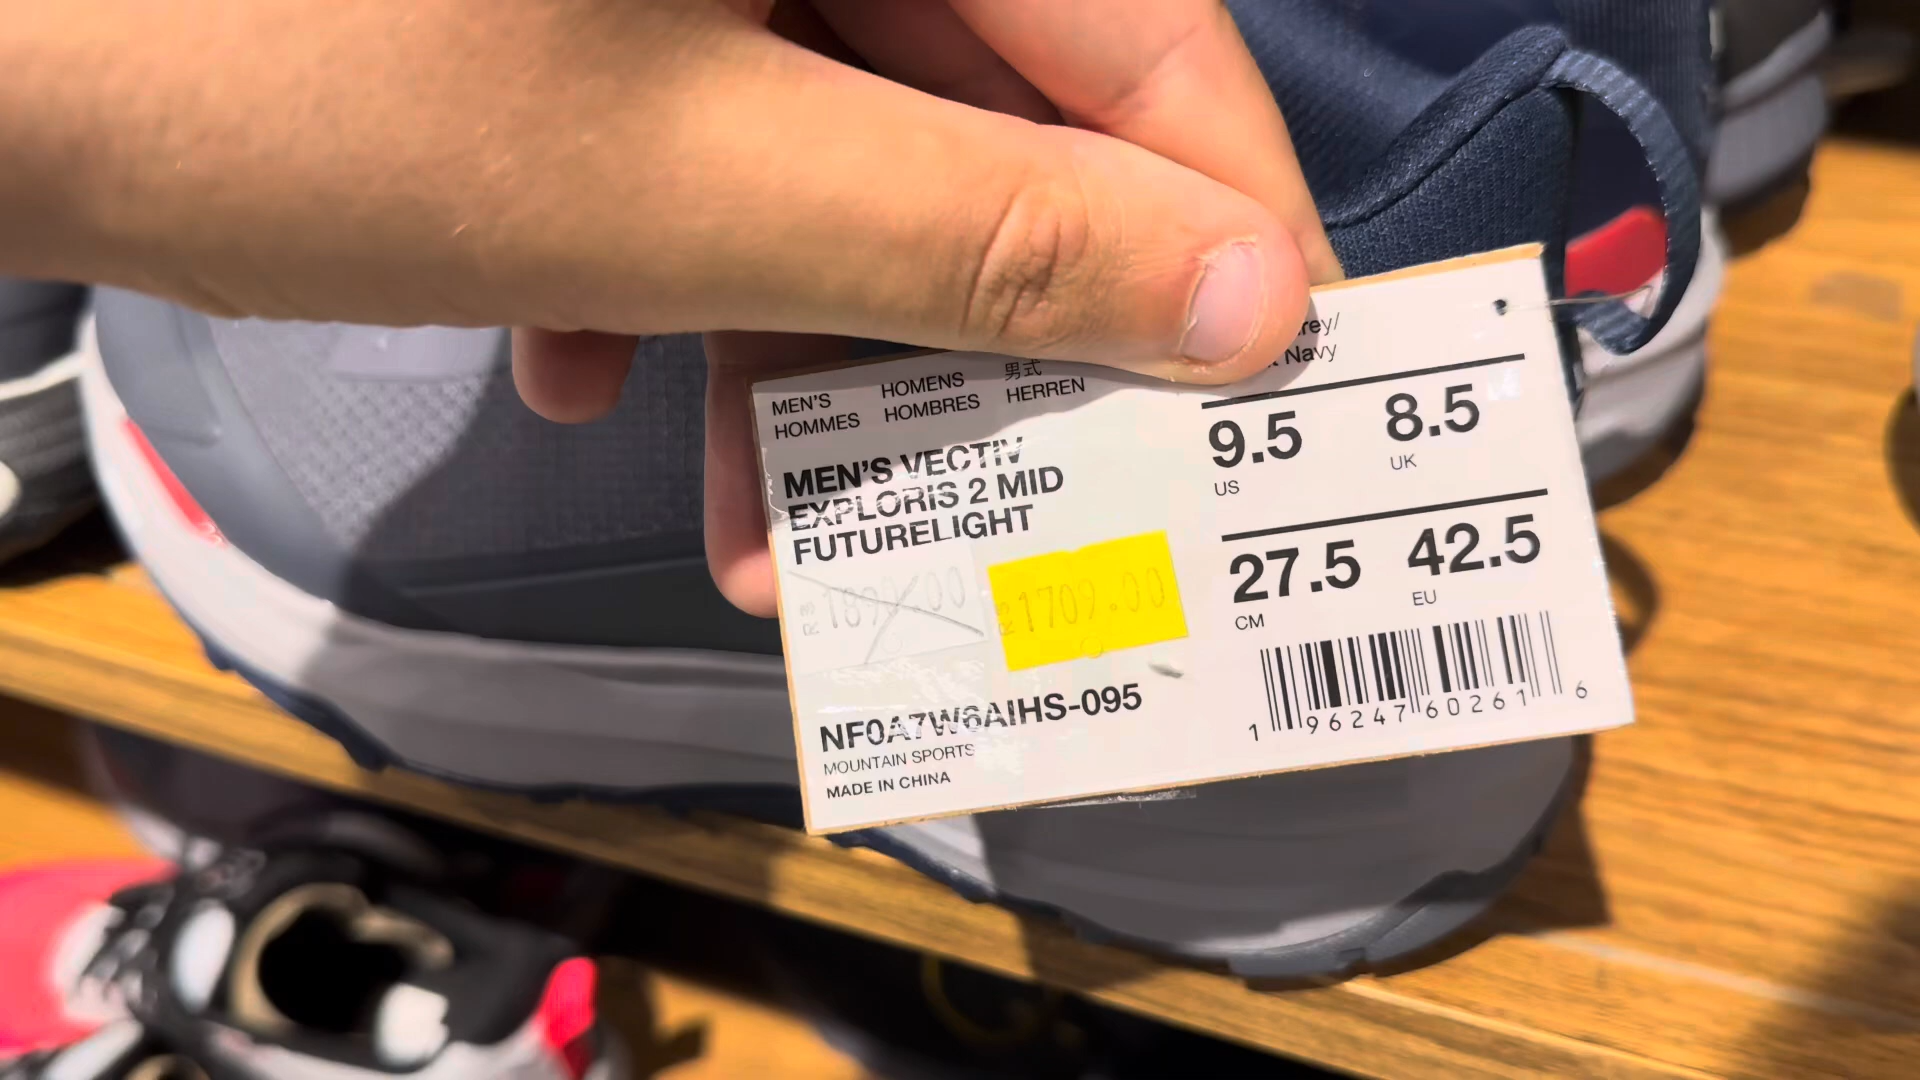 MEN'S HOMENS 男式
HOMMES HOMBRES HERREN
MEN'S VECTIV
EXPLORIS 2 MID
FUTURELIGHT
1890.00
1709.00
NF0A7W6AIHS-095
MOUNTAIN SPORTS
MADE IN CHINA
Navy
9.5 8.5
US UK
27.5 42.5
CM EU
1 96247 60261 6